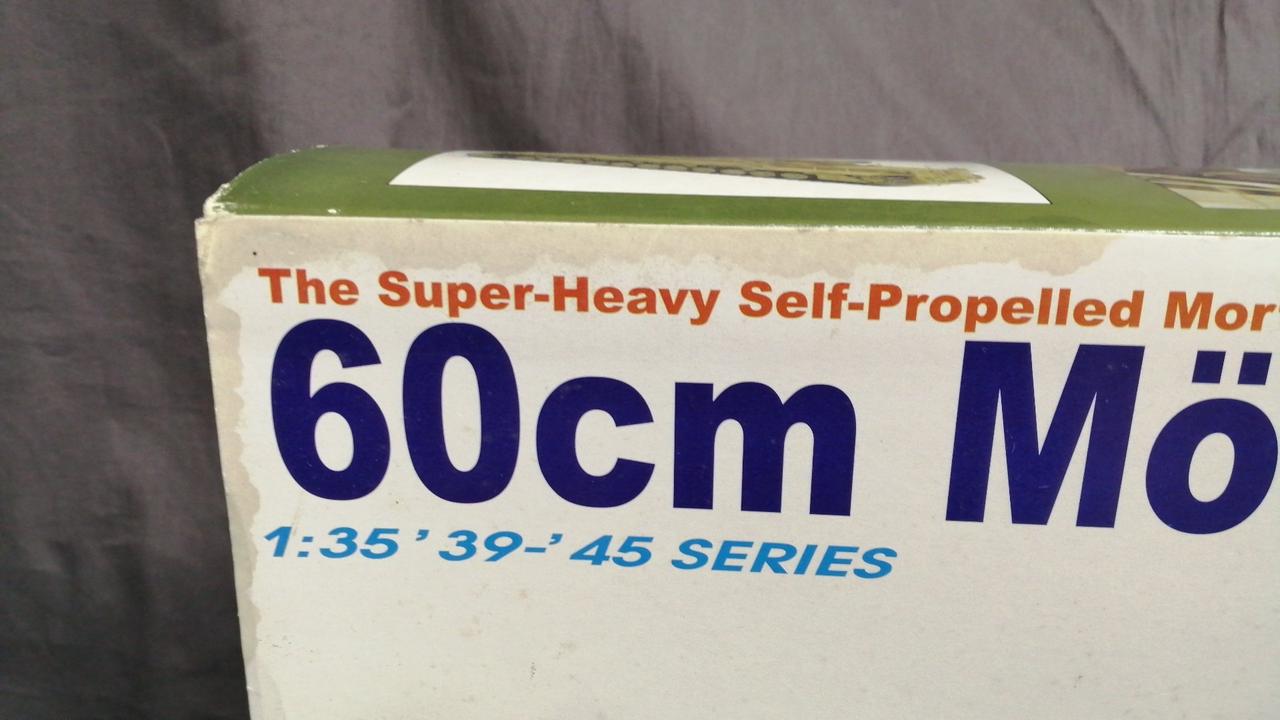 The Super-Heavy Self-Propelled Mor
60cm Mö
1:35 '39-'45 SERIES